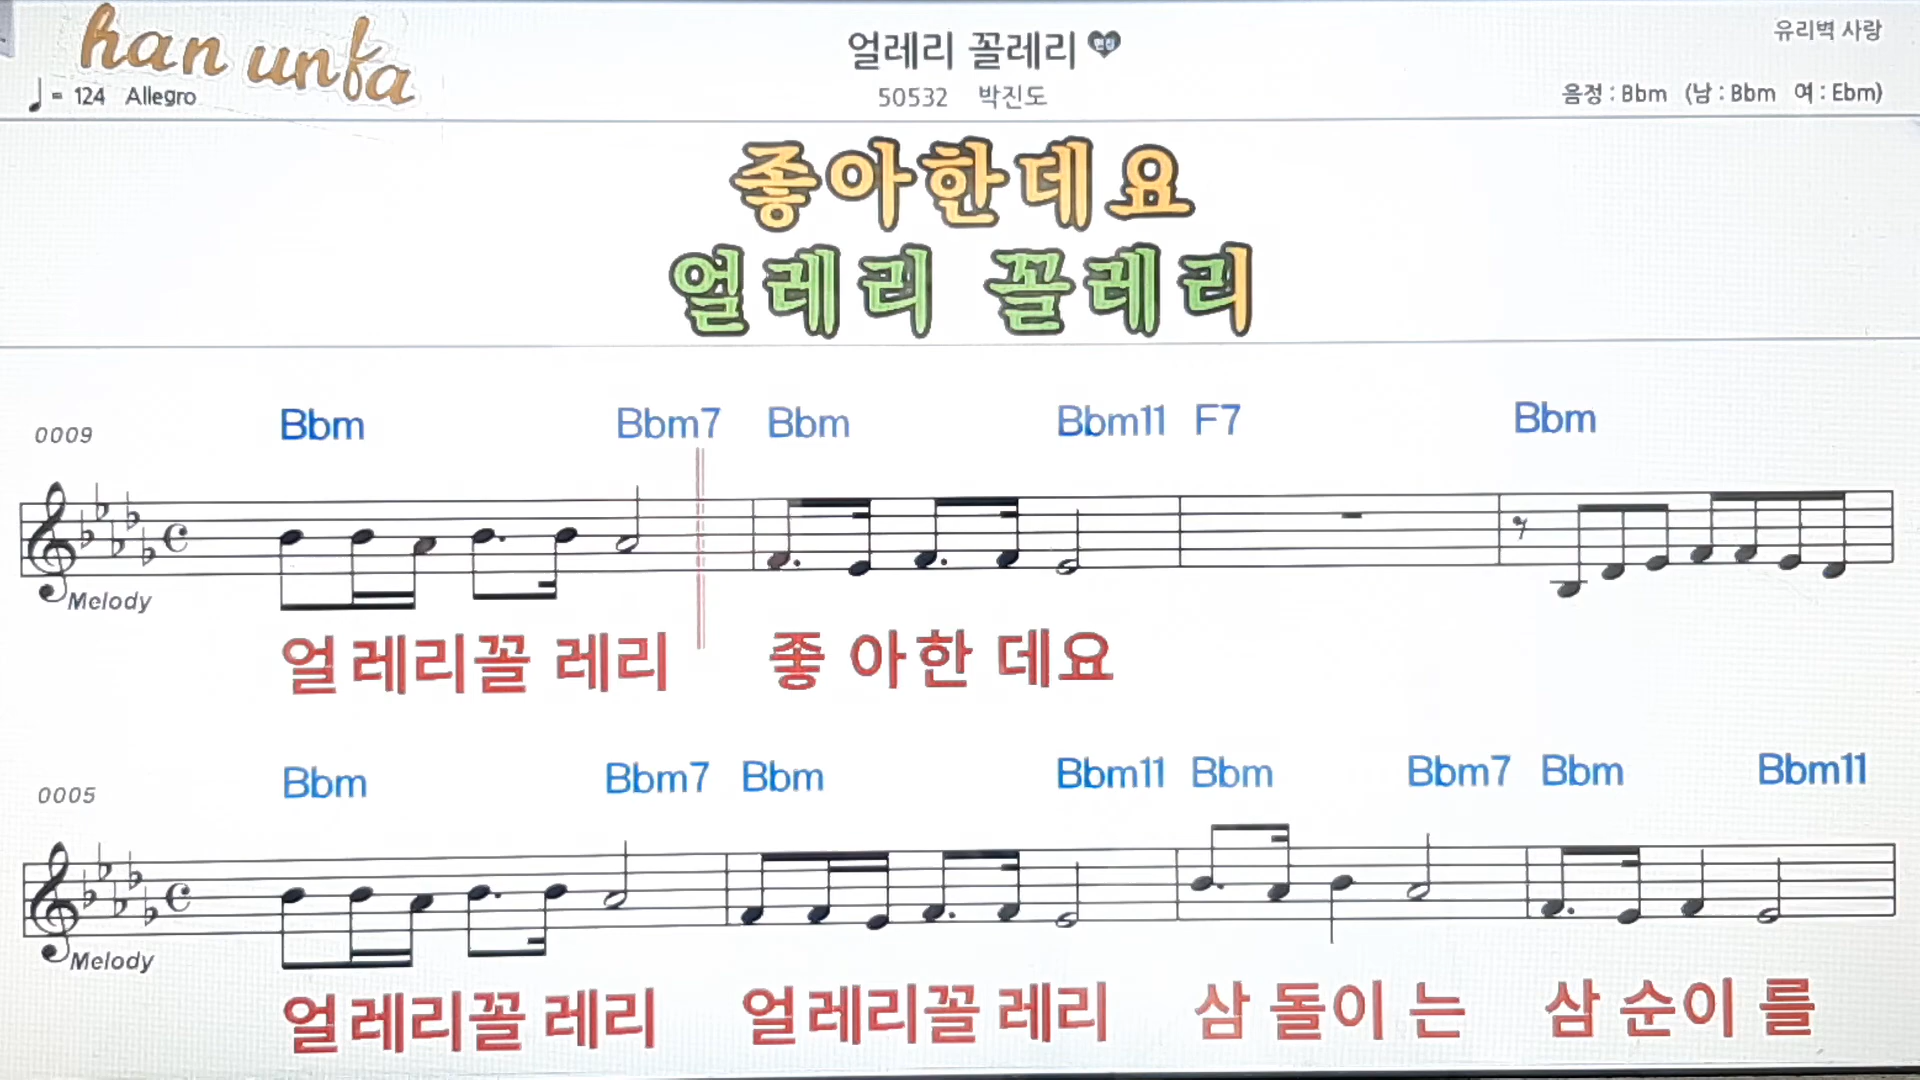 han unfa
얼레리 꼴레리 편집
유리벽 사랑
= 124 Allegro
50532 박진도
음정 : Bbm (남 : Bbm 여 : Ebm)
좋아한데요
얼레리 꼴레리
0009 Bbm Bbm7 Bbm Bbm11 F7 Bbm
Melody
얼레리꼴 레리 좋 아한 데요
0005 Bbm Bbm7 Bbm Bbm11 Bbm Bbm7 Bbm Bbm11
Melody
얼레리꼴 레리 얼레리꼴 레리 삼 돌이 는 삼 순이 를